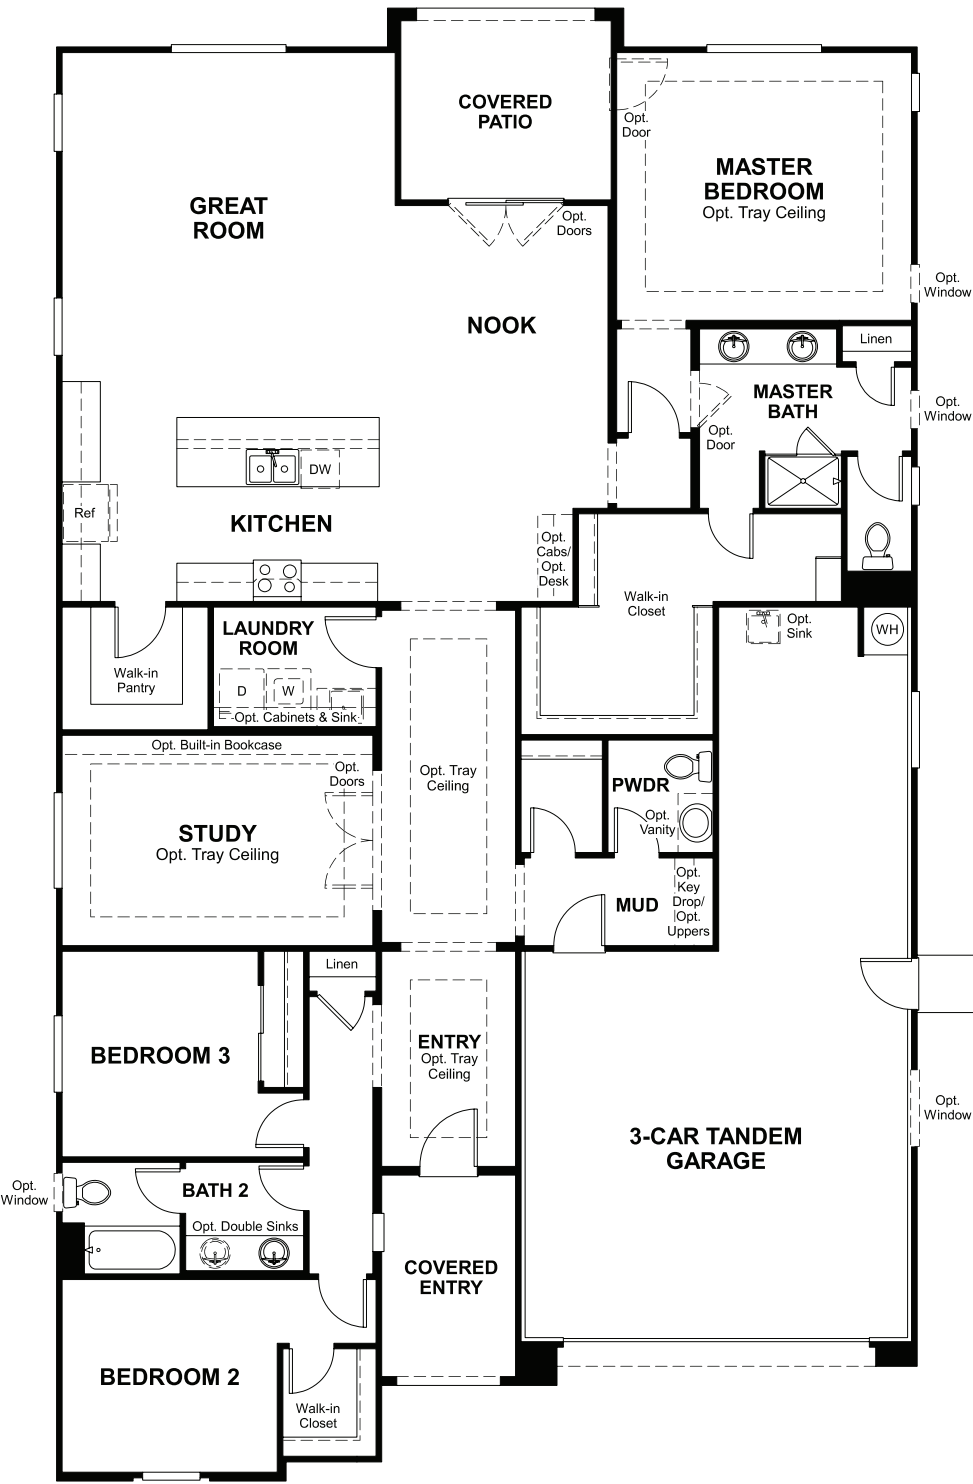 COVERED
PATIO
Opt.
Door
MASTER
BEDROOM
Opt. Tray Ceiling
GREAT
ROOM
Opt.
Doors
Opt.
Window
NOOK
Linen
MASTER
BATH
Opt.
Window
Opt.
Door
DW
Ref
KITCHEN
Opt.
Cabs/
Opt.
Desk
Walk-in
Closet
Opt.
Sink
WH
LAUNDRY
ROOM
Walk-in
Pantry
D
W
Opt. Cabinets & Sink
Opt. Built-in Bookcase
Opt.
Doors
Opt. Tray
Ceiling
PWDR
Opt.
Vanity
STUDY
Opt. Tray Ceiling
MUD
Opt.
Key
Drop/
Opt.
Uppers
Linen
BEDROOM 3
ENTRY
Opt. Tray
Ceiling
Opt.
Window
3-CAR TANDEM
GARAGE
Opt.
Window
BATH 2
Opt. Double Sinks
COVERED
ENTRY
BEDROOM 2
Walk-in
Closet